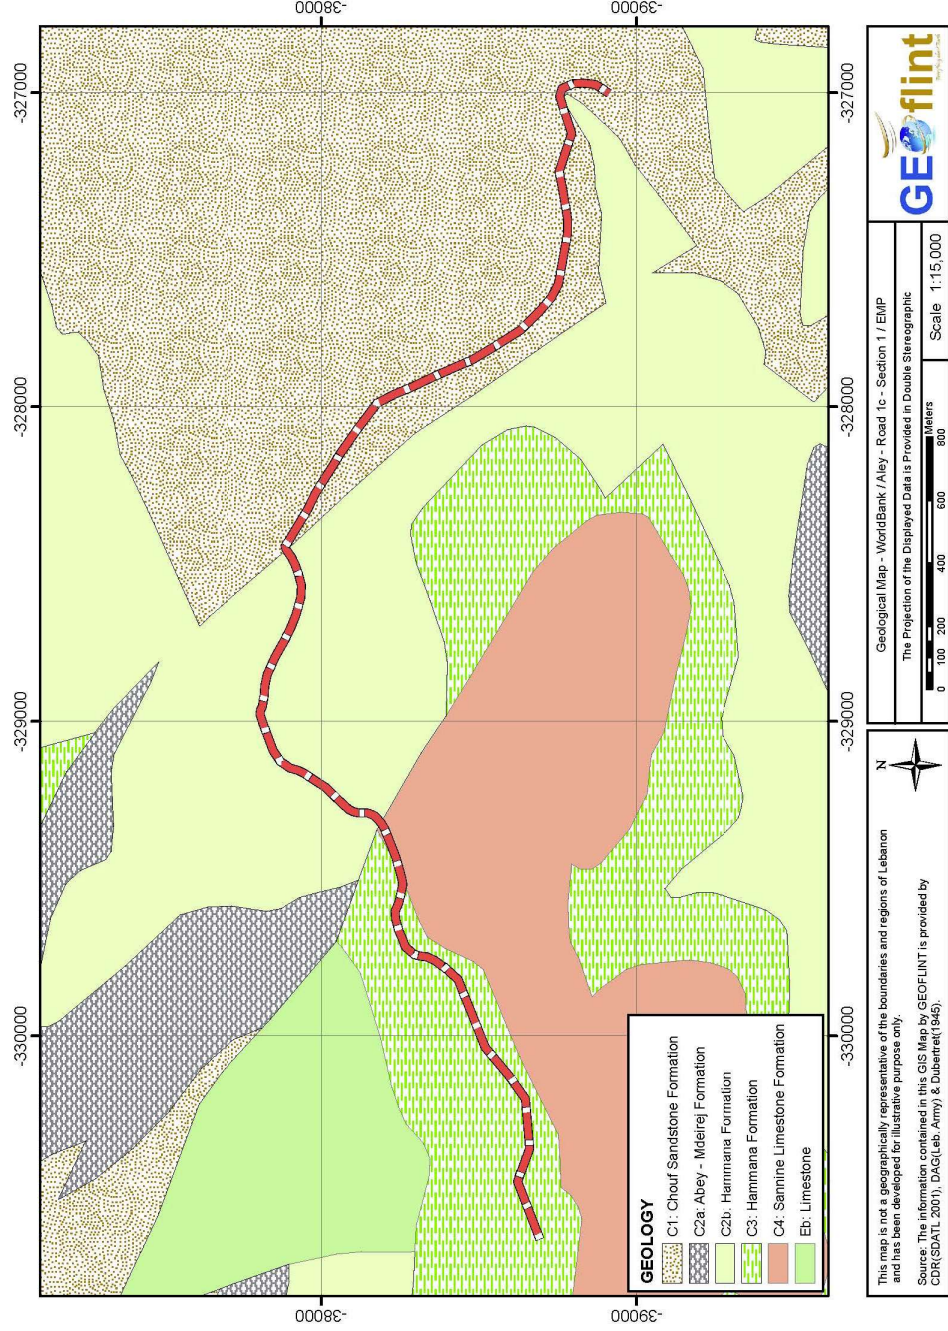 -330000
-329000
-328000
-327000
-38000
-39000
-38000
-39000
-330000
-329000
-328000
-327000
GEOLOGY
C1: Chouf Sandstone Formation
C2a: Abey - Mdeirej Formation
C2b: Hammana Formation
C3: Hammana Formation
C4: Sannine Limestone Formation
Eb: Limestone
This map is not a geographically representative of the boundaries and regions of Lebanon
and has been developed for illustrative purpose only.
Source: The information contained in this GIS Map by GEOFLINT is provided by
CDR(SDATL 2001), DAG(Leb. Army) & Dubertret(1945).
N
Geological Map - WorldBank / Aley - Road 1c - Section 1 / EMP
The Projection of the Displayed Data is Provided in Double Stereographic
0 100 200 400 600 800
Meters
Scale 1:15,000
GEOflint